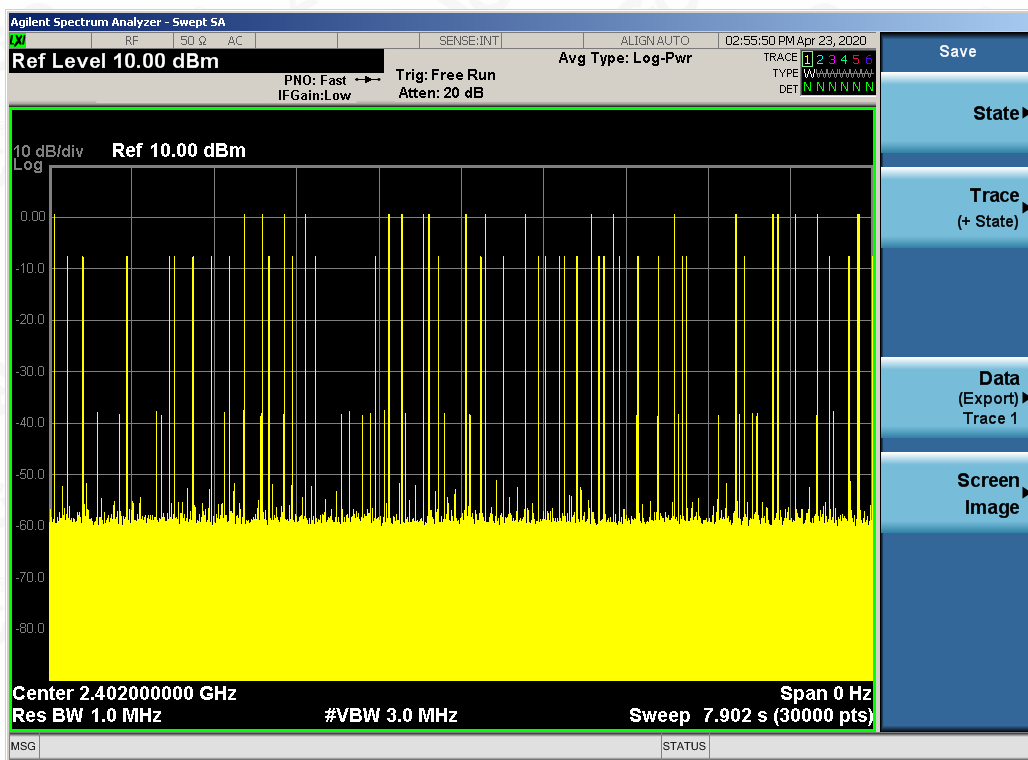 Agilent Spectrum Analyzer - Swept SA
LXI RF 50 Ω AC SENSE:INT ALIGN AUTO 02:55:50 PM Apr 23, 2020
Ref Level 10.00 dBm
PNO: Fast
IFGain:Low
Trig: Free Run
Atten: 20 dB
Avg Type: Log-Pwr
TRACE 1 2 3 4 5 6
TYPE WWWWWWW
DET N N N N N N
10 dB/div Ref 10.00 dBm
Log
0.00
-10.0
-20.0
-30.0
-40.0
-50.0
-60.0
-70.0
-80.0
Center 2.402000000 GHz Span 0 Hz
Res BW 1.0 MHz #VBW 3.0 MHz Sweep 7.902 s (30000 pts)
MSG STATUS
Save
State
Trace
(+ State)
Data
(Export)
Trace 1
Screen
Image